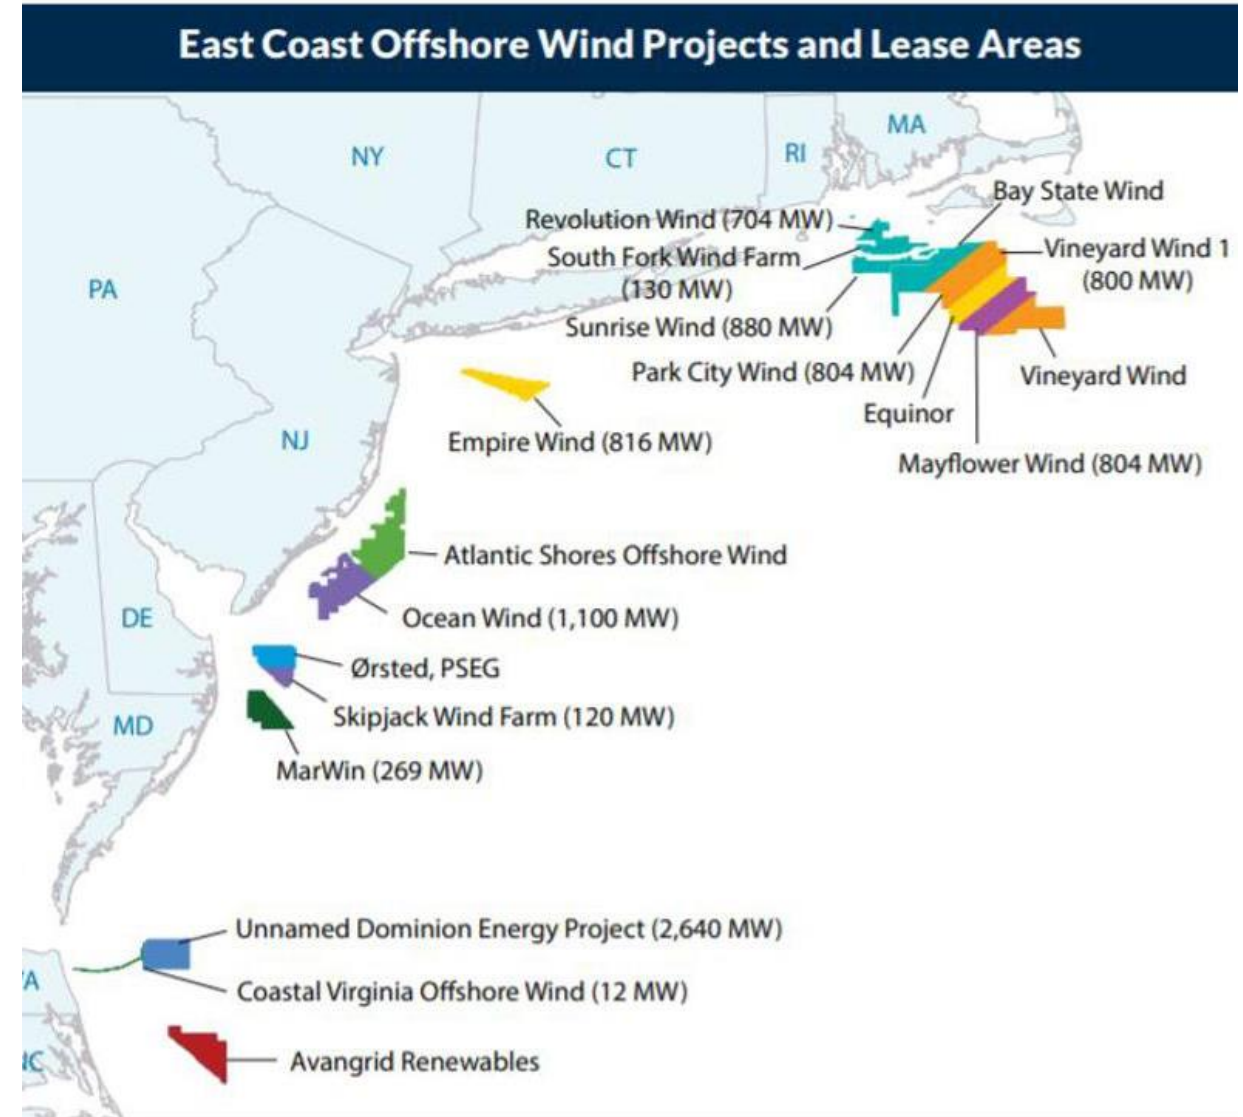 East Coast Offshore Wind Projects and Lease Areas
MA
NY
CT
RI
Bay State Wind
Revolution Wind (704 MW)
Vineyard Wind 1
(800 MW)
South Fork Wind Farm
(130 MW)
PA
Sunrise Wind (880 MW)
Park City Wind (804 MW)
Vineyard Wind
Equinor
NJ
Empire Wind (816 MW)
Mayflower Wind (804 MW)
Atlantic Shores Offshore Wind
DE
Ocean Wind (1,100 MW)
Ørsted, PSEG
Skipjack Wind Farm (120 MW)
MD
MarWin (269 MW)
Unnamed Dominion Energy Project (2,640 MW)
A
Coastal Virginia Offshore Wind (12 MW)
C
Avangrid Renewables